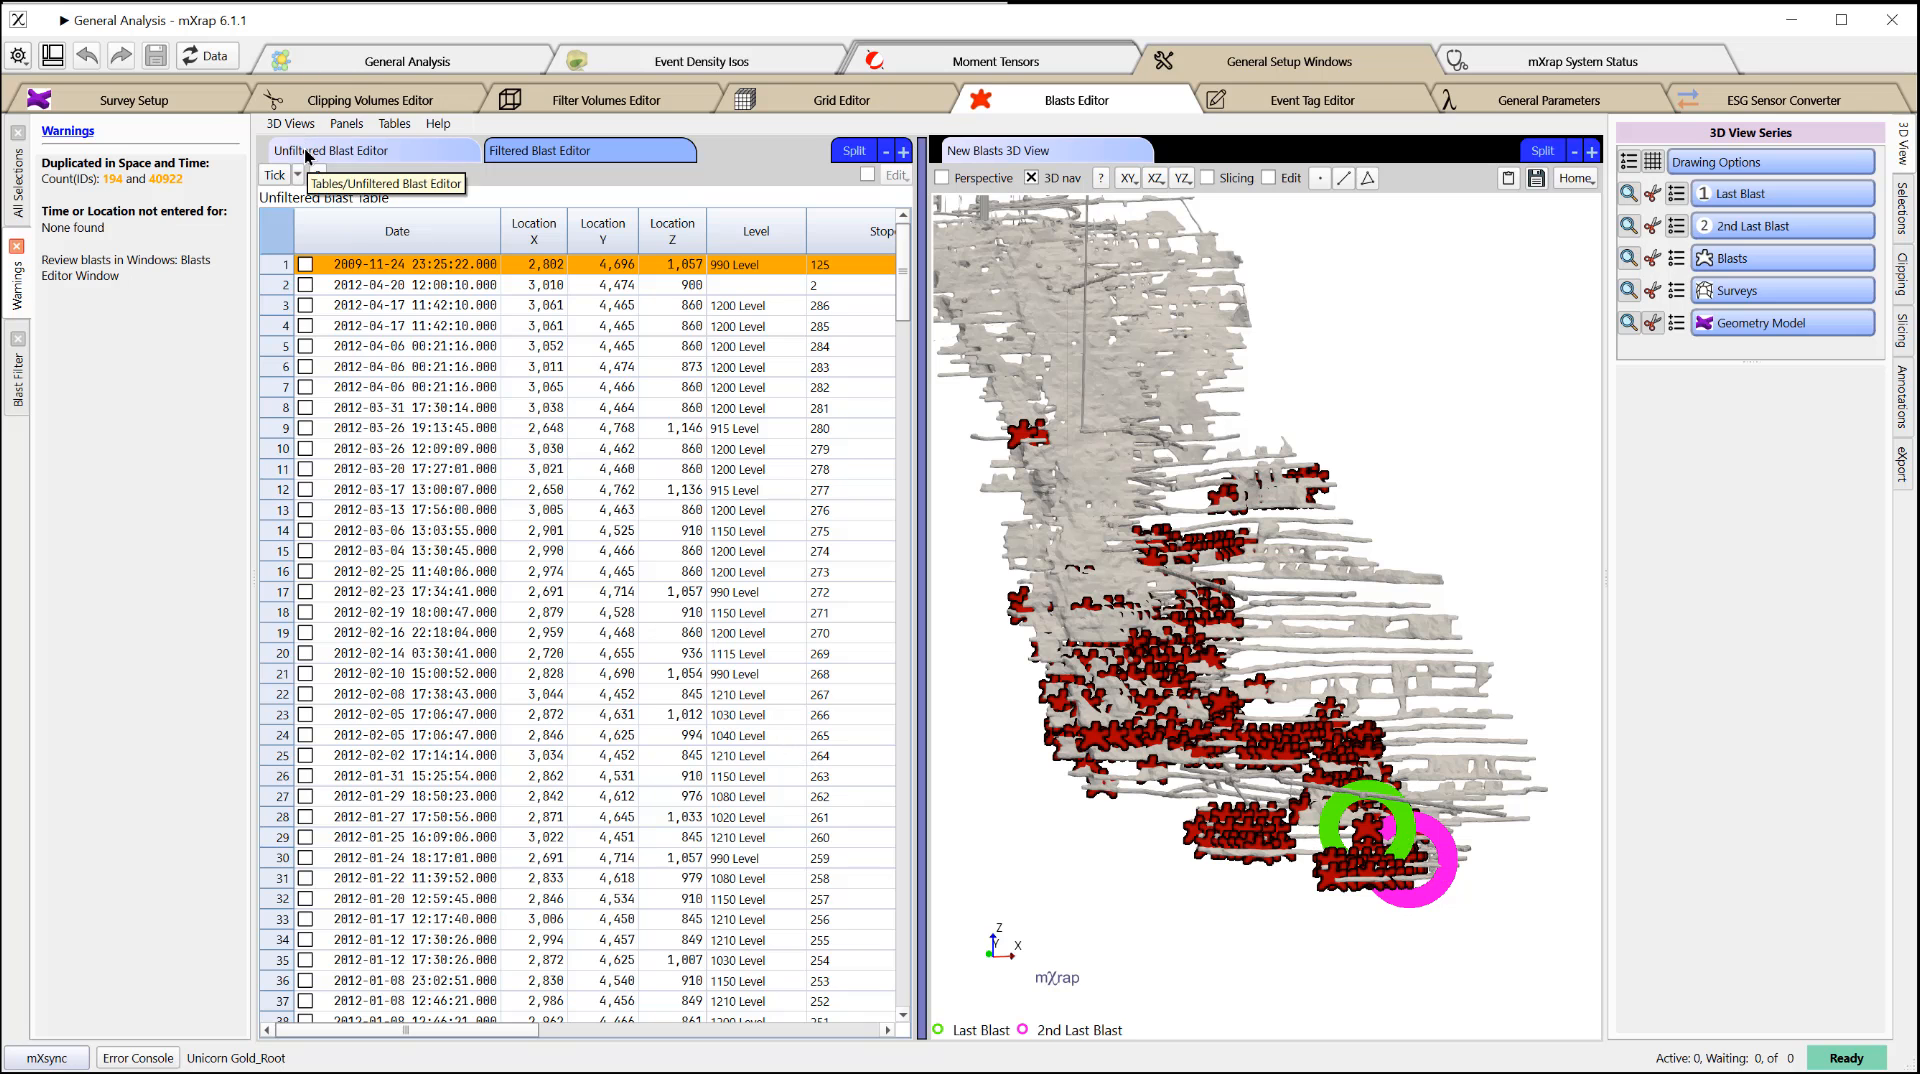 General Analysis - mXrap 6.1.1
Data
General Analysis
Event Density Isos
Moment Tensors
General Setup Windows
mXrap System Status
Survey Setup
Clipping Volumes Editor
Filter Volumes Editor
Grid Editor
Blasts Editor
Event Tag Editor
General Parameters
ESG Sensor Converter
All Selections
Warnings
Blast Filter
Warnings
Duplicated in Space and Time:
Count(IDs): 194 and 40922
Time or Location not entered for:
None found
Review blasts in Windows: Blasts
Editor Window
3D Views Panels Tables Help
Unfiltered Blast Editor
Filtered Blast Editor
Split - +
Tick
Edit
Tables/Unfiltered Blast Editor
Unfiltered Blast Table
Date Location X Location Y Location Z Level Stop
1 2009-11-24 23:25:22.000 2,802 4,696 1,057 990 Level 125
2 2012-04-20 12:00:10.000 3,010 4,474 900 2
3 2012-04-17 11:42:10.000 3,061 4,465 860 1200 Level 286
4 2012-04-17 11:42:10.000 3,061 4,465 860 1200 Level 285
5 2012-04-06 00:21:16.000 3,052 4,465 860 1200 Level 284
6 2012-04-06 00:21:16.000 3,011 4,474 873 1200 Level 283
7 2012-04-06 00:21:16.000 3,065 4,466 860 1200 Level 282
8 2012-03-31 17:30:14.000 3,038 4,464 860 1200 Level 281
9 2012-03-26 19:13:45.000 2,648 4,768 1,146 915 Level 280
10 2012-03-26 12:09:09.000 3,030 4,462 860 1200 Level 279
11 2012-03-20 17:27:01.000 3,021 4,460 860 1200 Level 278
12 2012-03-17 13:00:07.000 2,650 4,762 1,136 915 Level 277
13 2012-03-13 17:56:00.000 3,005 4,463 860 1200 Level 276
14 2012-03-06 13:03:55.000 2,901 4,525 910 1150 Level 275
15 2012-03-04 13:30:45.000 2,990 4,466 860 1200 Level 274
16 2012-02-25 11:40:06.000 2,974 4,465 860 1200 Level 273
17 2012-02-23 17:34:41.000 2,691 4,714 1,057 990 Level 272
18 2012-02-19 18:00:47.000 2,879 4,528 910 1150 Level 271
19 2012-02-16 22:18:04.000 2,959 4,468 860 1200 Level 270
20 2012-02-14 03:30:41.000 2,720 4,655 936 1115 Level 269
21 2012-02-10 15:00:52.000 2,828 4,690 1,054 990 Level 268
22 2012-02-08 17:38:43.000 3,044 4,452 845 1210 Level 267
23 2012-02-05 17:06:47.000 2,872 4,631 1,012 1030 Level 266
24 2012-02-05 17:06:47.000 2,846 4,625 994 1040 Level 265
25 2012-02-02 17:14:14.000 3,034 4,452 845 1210 Level 264
26 2012-01-31 15:25:54.000 2,862 4,531 910 1150 Level 263
27 2012-01-29 18:50:23.000 2,842 4,612 976 1080 Level 262
28 2012-01-27 17:50:56.000 2,871 4,645 1,033 1020 Level 261
29 2012-01-25 16:09:06.000 3,022 4,451 845 1210 Level 260
30 2012-01-24 18:17:01.000 2,691 4,714 1,057 990 Level 259
31 2012-01-22 11:39:52.000 2,833 4,618 979 1080 Level 258
32 2012-01-20 12:59:45.000 2,846 4,534 910 1150 Level 257
33 2012-01-17 12:17:40.000 3,006 4,450 845 1210 Level 256
34 2012-01-12 17:30:26.000 2,994 4,457 849 1210 Level 255
35 2012-01-12 17:30:26.000 2,872 4,625 1,007 1030 Level 254
36 2012-01-08 23:02:51.000 2,830 4,540 910 1150 Level 253
37 2012-01-08 12:46:21.000 2,986 4,456 849 1210 Level 252
New Blasts 3D View
Split - +
Perspective 3D nav ? XY XZ YZ Slicing Edit
Home
Z
Y
X
mXrap
Last Blast 2nd Last Blast
3D View Series
Drawing Options
1 Last Blast
2 2nd Last Blast
Blasts
Surveys
Geometry Model
3D View
Selections
Clipping
Slicing
Annotations
eXport
mXsync
Error Console
Unicorn Gold_Root
Active: 0, Waiting: 0, of 0
Ready